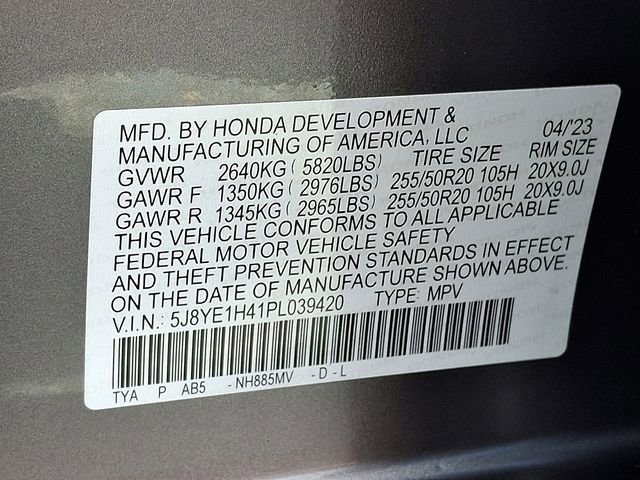 MFD. BY HONDA DEVELOPMENT &
MANUFACTURING OF AMERICA, LLC 04/'23
GVWR 2640KG ( 5820LBS) TIRE SIZE RIM SIZE
GAWR F 1350KG ( 2976LBS) 255/50R20 105H 20X9.0J
GAWR R 1345KG ( 2965LBS) 255/50R20 105H 20X9.0J
THIS VEHICLE CONFORMS TO ALL APPLICABLE
FEDERAL MOTOR VEHICLE SAFETY
AND THEFT PREVENTION STANDARDS IN EFFECT
ON THE DATE OF MANUFACTURE SHOWN ABOVE.
V.I.N.: 5J8YE1H41PL039420 TYPE: MPV
TYA P AB5 - NH885MV - D - L